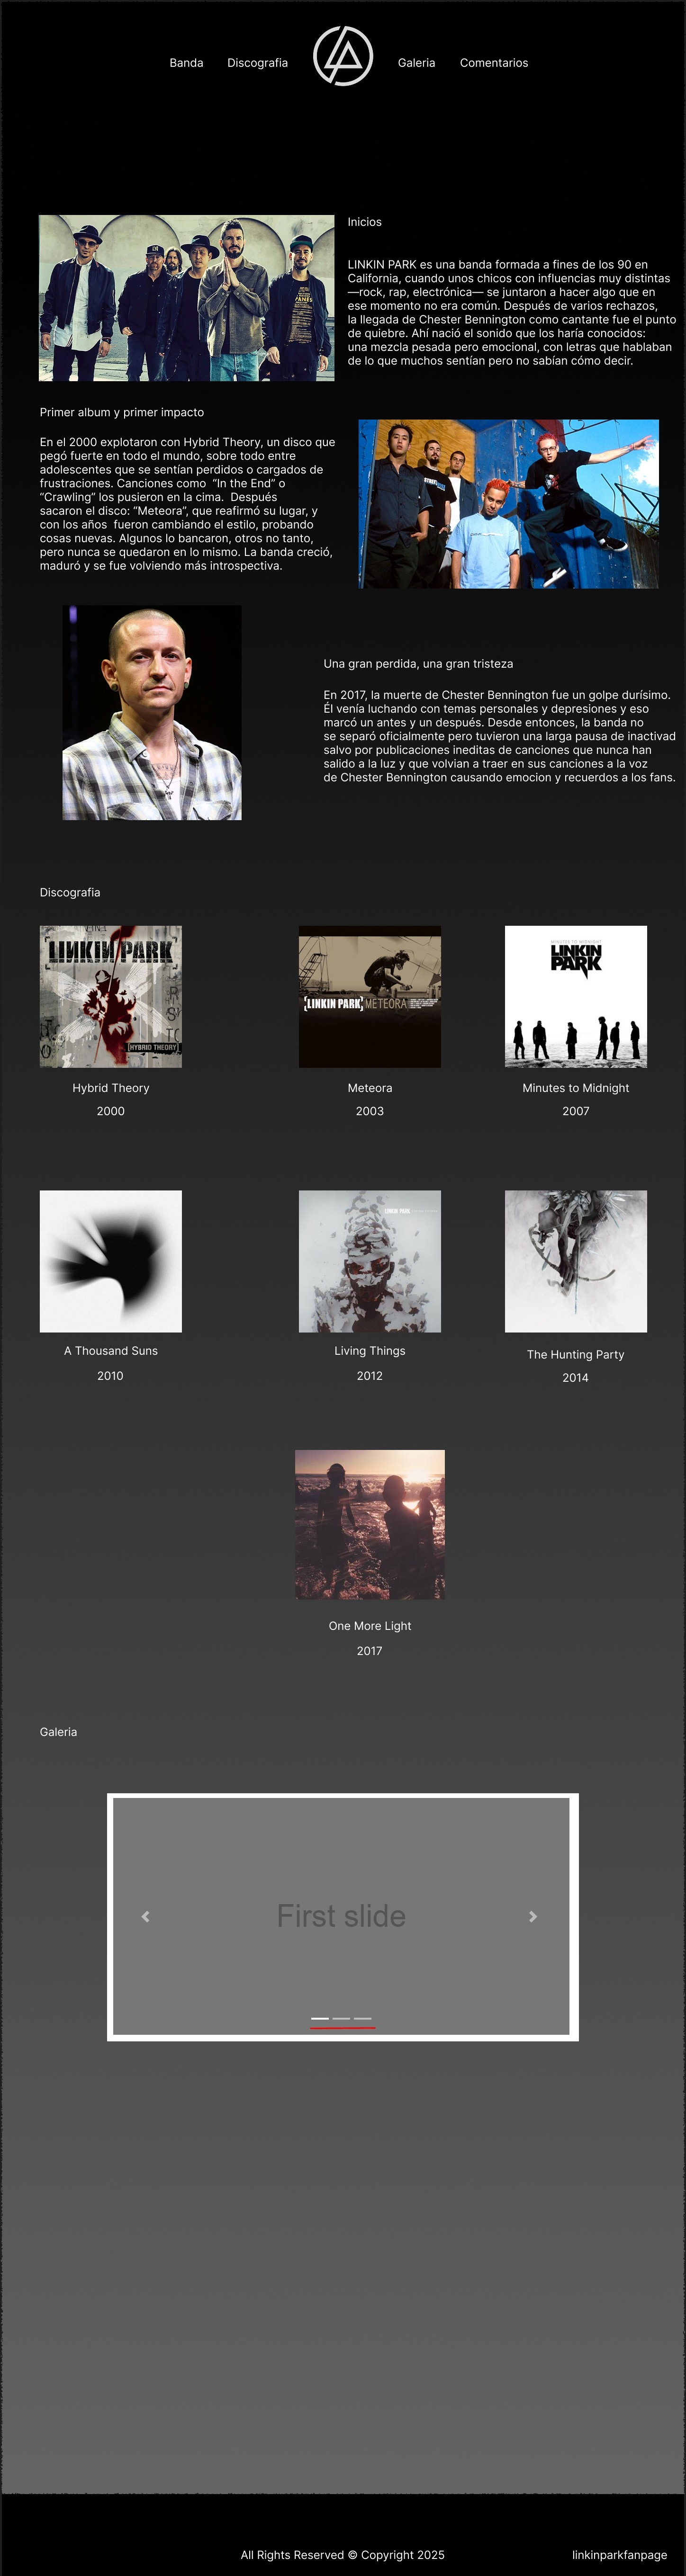 Banda Discografia Galeria Comentarios
Inicios
LINKIN PARK es una banda formada a fines de los 90 en
California, cuando unos chicos con influencias muy distintas
—rock, rap, electrónica— se juntaron a hacer algo que en
ese momento no era común. Después de varios rechazos,
la llegada de Chester Bennington como cantante fue el punto
de quiebre. Ahí nació el sonido que los haría conocidos:
una mezcla pesada pero emocional, con letras que hablaban
de lo que muchos sentían pero no sabían cómo decir.
Primer album y primer impacto
En el 2000 explotaron con Hybrid Theory, un disco que
pegó fuerte en todo el mundo, sobre todo entre
adolescentes que se sentían perdidos o cargados de
frustraciones. Canciones como “In the End” o
“Crawling” los pusieron en la cima. Después
sacaron el disco: “Meteora”, que reafirmó su lugar, y
con los años fueron cambiando el estilo, probando
cosas nuevas. Algunos lo bancaron, otros no tanto,
pero nunca se quedaron en lo mismo. La banda creció,
maduró y se fue volviendo más introspectiva.
Una gran perdida, una gran tristeza
En 2017, la muerte de Chester Bennington fue un golpe durísimo.
Él venía luchando con temas personales y depresiones y eso
marcó un antes y un después. Desde entonces, la banda no
se separó oficialmente pero tuvieron una larga pausa de inactivad
salvo por publicaciones ineditas de canciones que nunca han
salido a la luz y que volvian a traer en sus canciones a la voz
de Chester Bennington causando emocion y recuerdos a los fans.
Discografia
LINKIN PARK
[HYBRID THEORY]
[LINKIN PARK] METEORA
MINUTES TO MIDNIGHT
LINKIN
PARK
Hybrid Theory
Meteora
Minutes to Midnight
2000
2003
2007
LINKIN PARK
A Thousand Suns
Living Things
The Hunting Party
2010
2012
2014
One More Light
2017
Galeria
First slide
All Rights Reserved © Copyright 2025
linkinparkfanpage